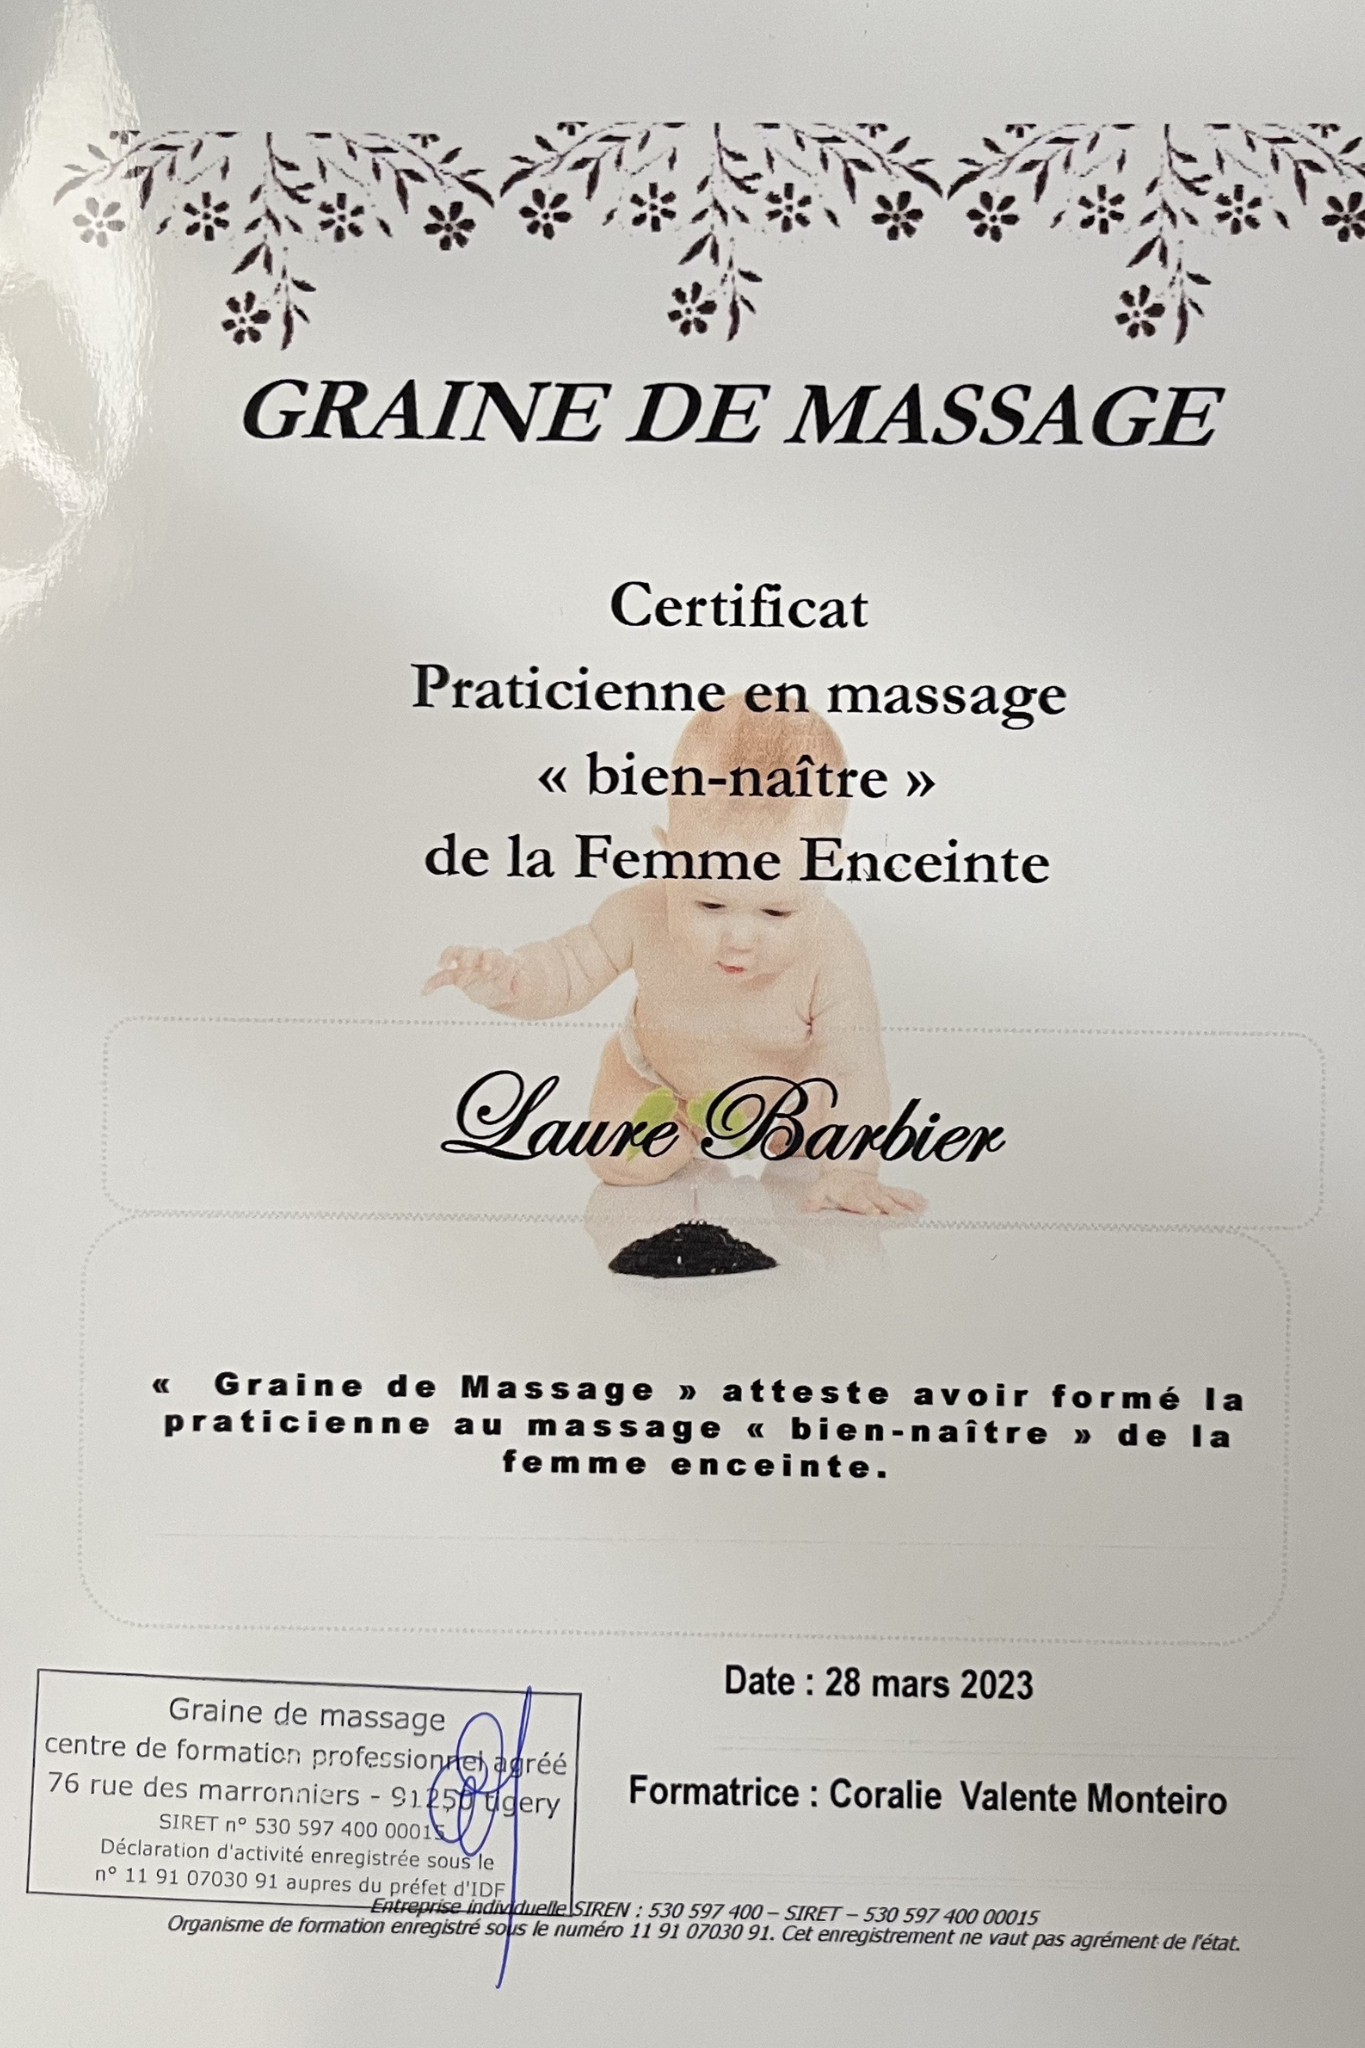 GRAINE DE MASSAGE
Certificat
Praticienne en massage
« bien-naître »
de la Femme Enceinte
Laure Barbier
« Graine de Massage » atteste avoir formé la
praticienne au massage « bien-naître » de la
femme enceinte.
Date : 28 mars 2023
Formatrice : Coralie Valente Monteiro
Graine de massage
centre de formation professionnel agréé
76 rue des marronniers - 91250 tigery
SIRET n° 530 597 400 00015
Déclaration d'activité enregistrée sous le
n° 11 91 07030 91 aupres du préfet d'IDF
Entreprise individuelle SIREN : 530 597 400 – SIRET – 530 597 400 00015
Organisme de formation enregistré sous le numéro 11 91 07030 91. Cet enregistrement ne vaut pas agrément de l'état.